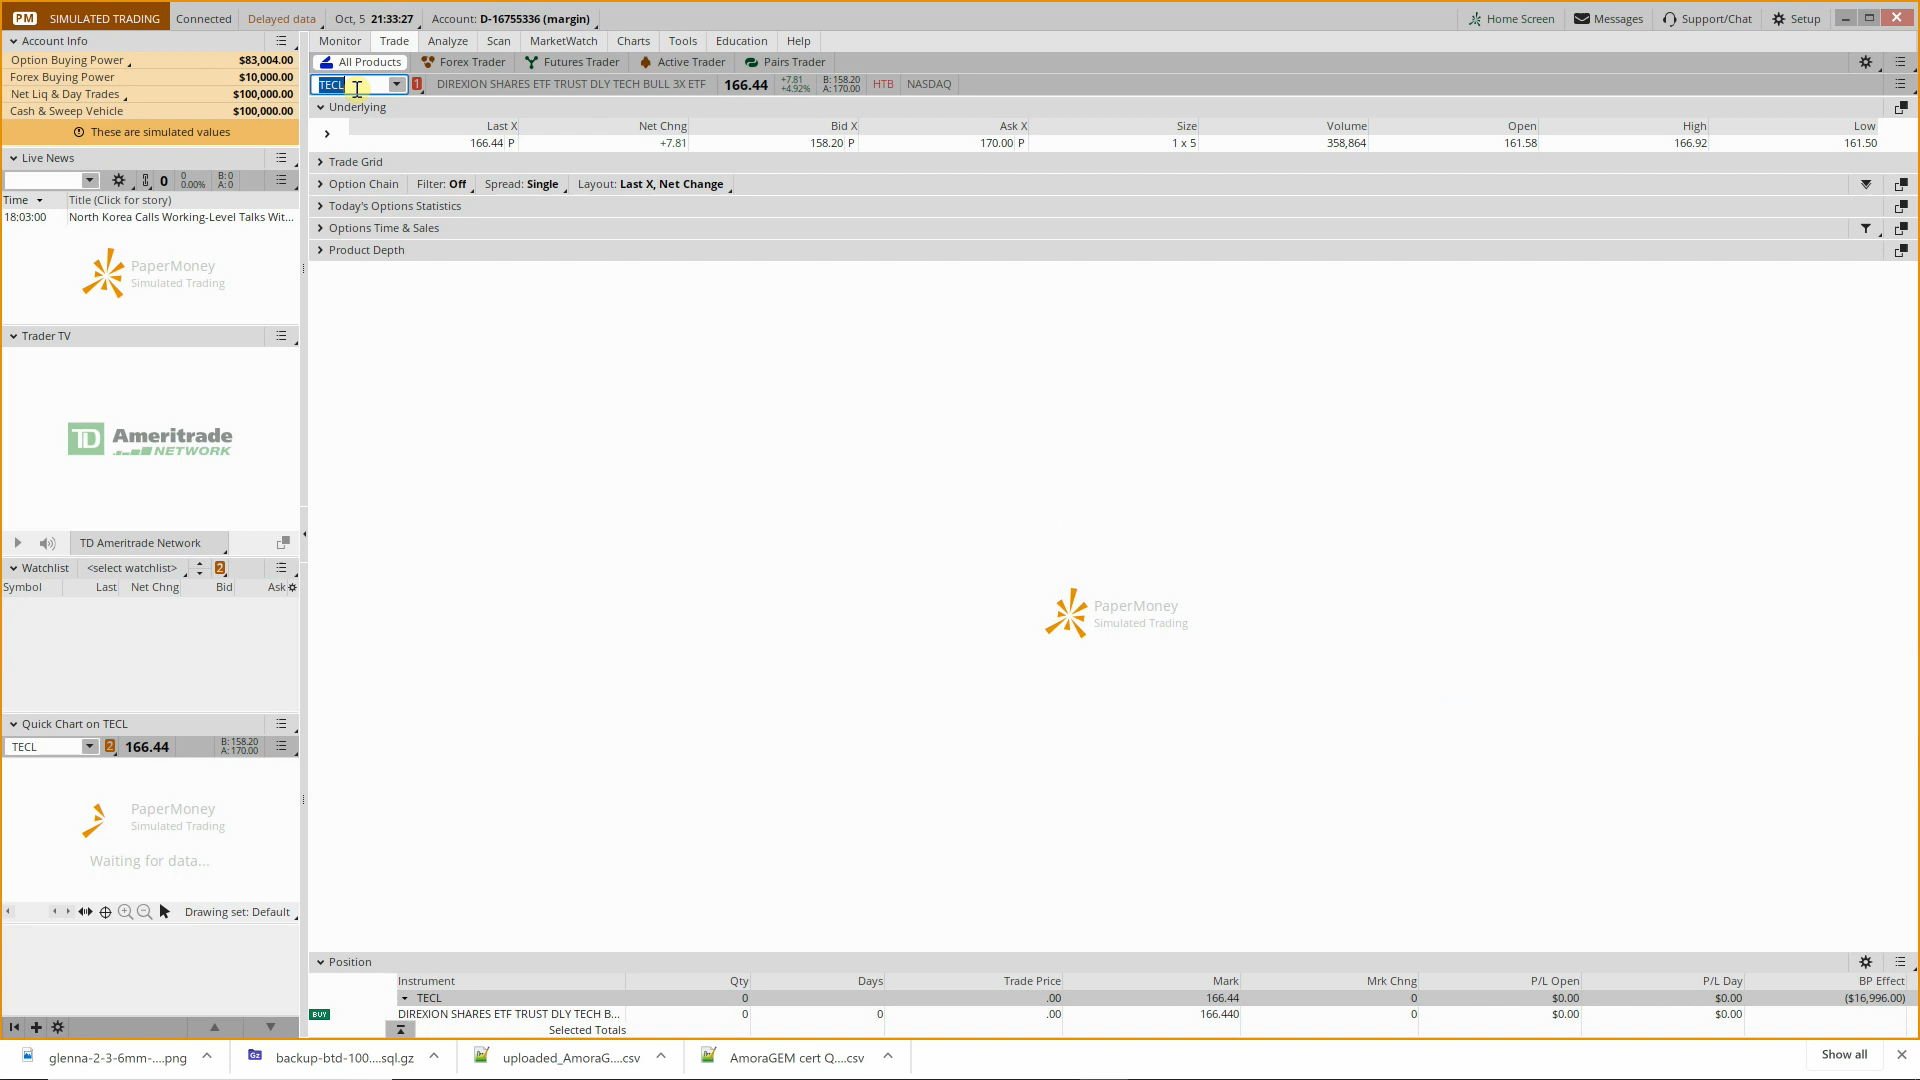 PM SIMULATED TRADING Connected Delayed data Oct, 5 21:33:27 Account: D-16755336 (margin) Home Screen Messages Support/Chat Setup
Account Info
Option Buying Power $83,004.00
Forex Buying Power $10,000.00
Net Liq & Day Trades $100,000.00
Cash & Sweep Vehicle $100,000.00
These are simulated values
Live News
0 0 0.00% B: 0 A: 0
Time Title (Click for story)
18:03:00 North Korea Calls Working-Level Talks Wit...
PaperMoney
Simulated Trading
Trader TV
TD Ameritrade
NETWORK
TD Ameritrade Network
Watchlist <select watchlist> 2
Symbol Last Net Chng Bid Ask
Quick Chart on TECL
TECL 2 166.44 B: 158.20 A: 170.00
PaperMoney
Simulated Trading
Waiting for data...
Drawing set: Default
Monitor Trade Analyze Scan MarketWatch Charts Tools Education Help
All Products Forex Trader Futures Trader Active Trader Pairs Trader
TECL 1 DIREXION SHARES ETF TRUST DLY TECH BULL 3X ETF 166.44 +7.81 +4.92% B: 158.20 A: 170.00 HTB NASDAQ
Underlying
Last X Net Chng Bid X Ask X Size Volume Open High Low
166.44 P +7.81 158.20 P 170.00 P 1 x 5 358,864 161.58 166.92 161.50
Trade Grid
Option Chain Filter: Off Spread: Single Layout: Last X, Net Change
Today's Options Statistics
Options Time & Sales
Product Depth
PaperMoney
Simulated Trading
Position
Instrument Qty Days Trade Price Mark Mrk Chng P/L Open P/L Day BP Effect
TECL 0 .00 166.44 0 $0.00 $0.00 ($16,996.00)
BUY DIREXION SHARES ETF TRUST DLY TECH B... 0 0 .00 166.440 0 $0.00 $0.00
Selected Totals
glenna-2-3-6mm-....png Gz backup-btd-100....sql.gz uploaded_AmoraG....csv AmoraGEM cert Q....csv Show all